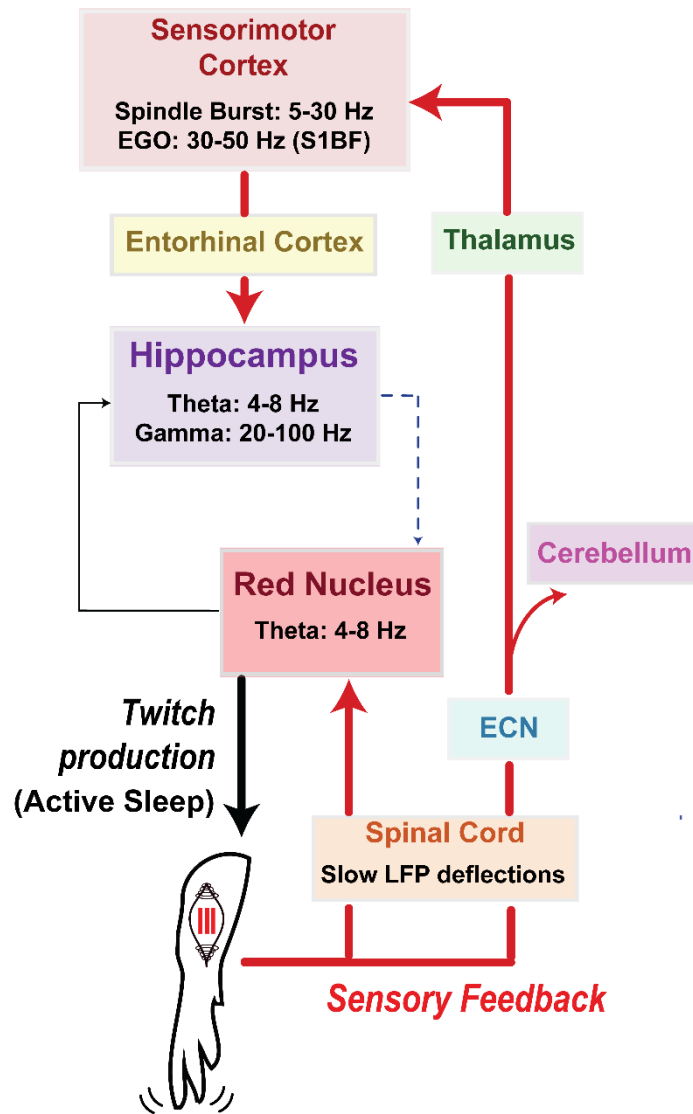 Sensorimotor
Cortex
Spindle Burst: 5-30 Hz
EGO: 30-50 Hz (S1BF)
Entorhinal Cortex
Thalamus
Hippocampus
Theta: 4-8 Hz
Gamma: 20-100 Hz
Cerebellum
Red Nucleus
Theta: 4-8 Hz
Twitch
production
(Active Sleep)
ECN
Spinal Cord
Slow LFP deflections
Sensory Feedback